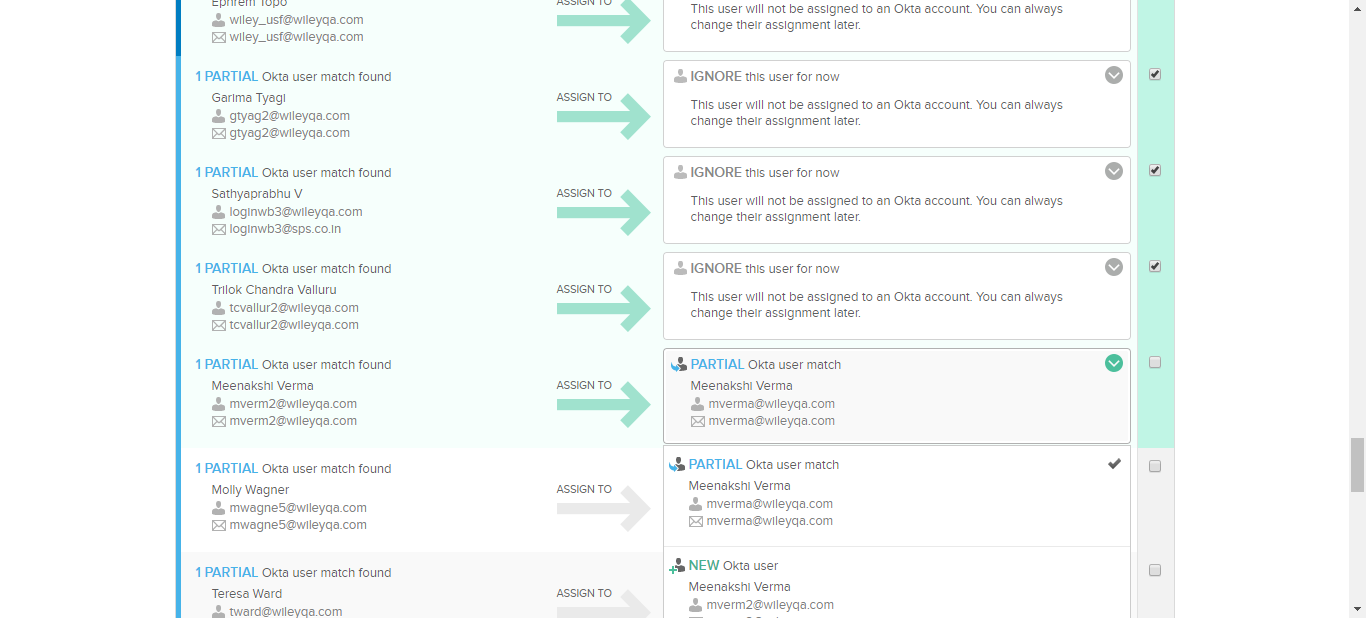 Ephrem Topo
wiley_usf@wileyqa.com
wiley_usf@wileyqa.com
ASSIGN TO
This user will not be assigned to an Okta account. You can always
change their assignment later.
1 PARTIAL Okta user match found
Garima Tyagi
gtyag2@wileyqa.com
gtyag2@wileyqa.com
ASSIGN TO
IGNORE this user for now
This user will not be assigned to an Okta account. You can always
change their assignment later.
1 PARTIAL Okta user match found
Sathyaprabhu V
loginwb3@wileyqa.com
loginwb3@sps.co.in
ASSIGN TO
IGNORE this user for now
This user will not be assigned to an Okta account. You can always
change their assignment later.
1 PARTIAL Okta user match found
Trilok Chandra Valluru
tcvallur2@wileyqa.com
tcvallur2@wileyqa.com
ASSIGN TO
IGNORE this user for now
This user will not be assigned to an Okta account. You can always
change their assignment later.
1 PARTIAL Okta user match found
Meenakshi Verma
mverm2@wileyqa.com
mverm2@wileyqa.com
ASSIGN TO
PARTIAL Okta user match
Meenakshi Verma
mverma@wileyqa.com
mverma@wileyqa.com
1 PARTIAL Okta user match found
Molly Wagner
mwagne5@wileyqa.com
mwagne5@wileyqa.com
ASSIGN TO
PARTIAL Okta user match
Meenakshi Verma
mverma@wileyqa.com
mverma@wileyqa.com
1 PARTIAL Okta user match found
Teresa Ward
tward@wileyqa.com
ASSIGN TO
NEW Okta user
Meenakshi Verma
mverm2@wileyqa.com